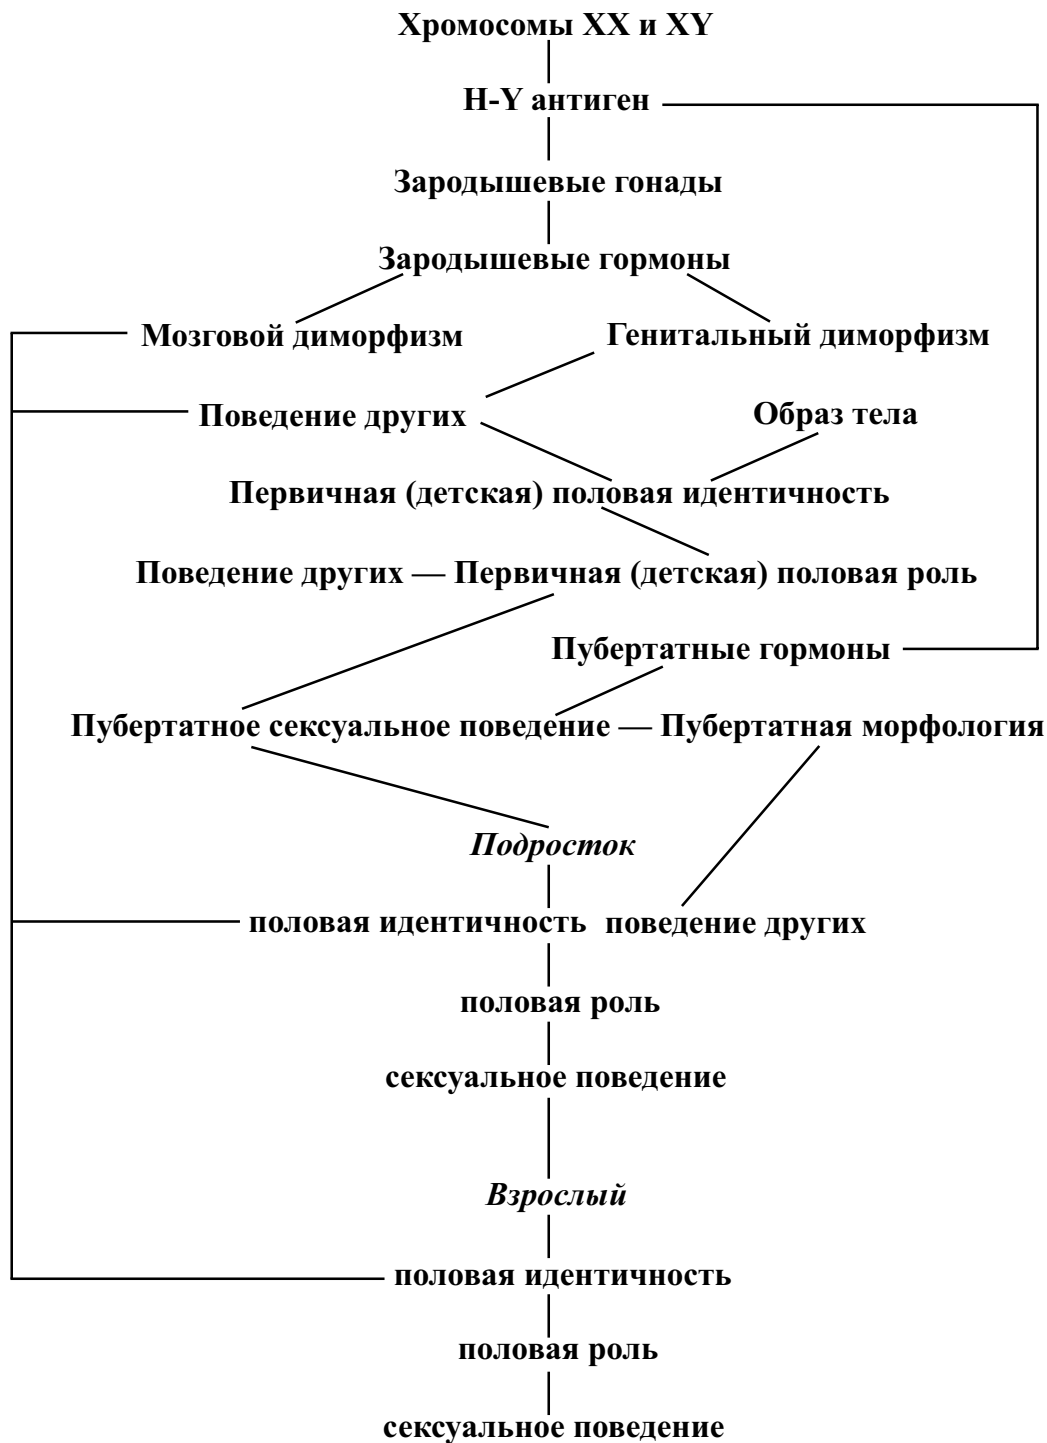 Хромосомы XX и XY
H-Y антиген
Зародышевые гонады
Зародышевые гормоны
Мозговой диморфизм
Генитальный диморфизм
Поведение других
Образ тела
Первичная (детская) половая идентичность
Поведение других — Первичная (детская) половая роль
Пубертатные гормоны
Пубертатное сексуальное поведение — Пубертатная морфология
Подросток
половая идентичность поведение других
половая роль
сексуальное поведение
Взрослый
половая идентичность
половая роль
сексуальное поведение